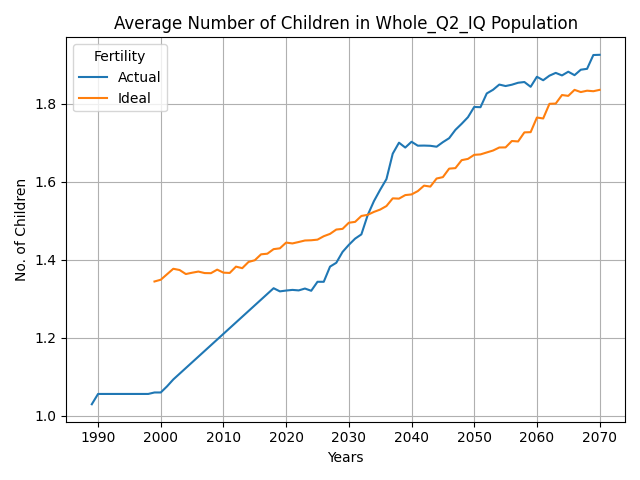 Average Number of Children in Whole_Q2_IQ Population
Fertility
Actual
Ideal
No. of Children
1.8
1.6
1.4
1.2
1.0
1990 2000 2010 2020 2030 2040 2050 2060 2070
Years